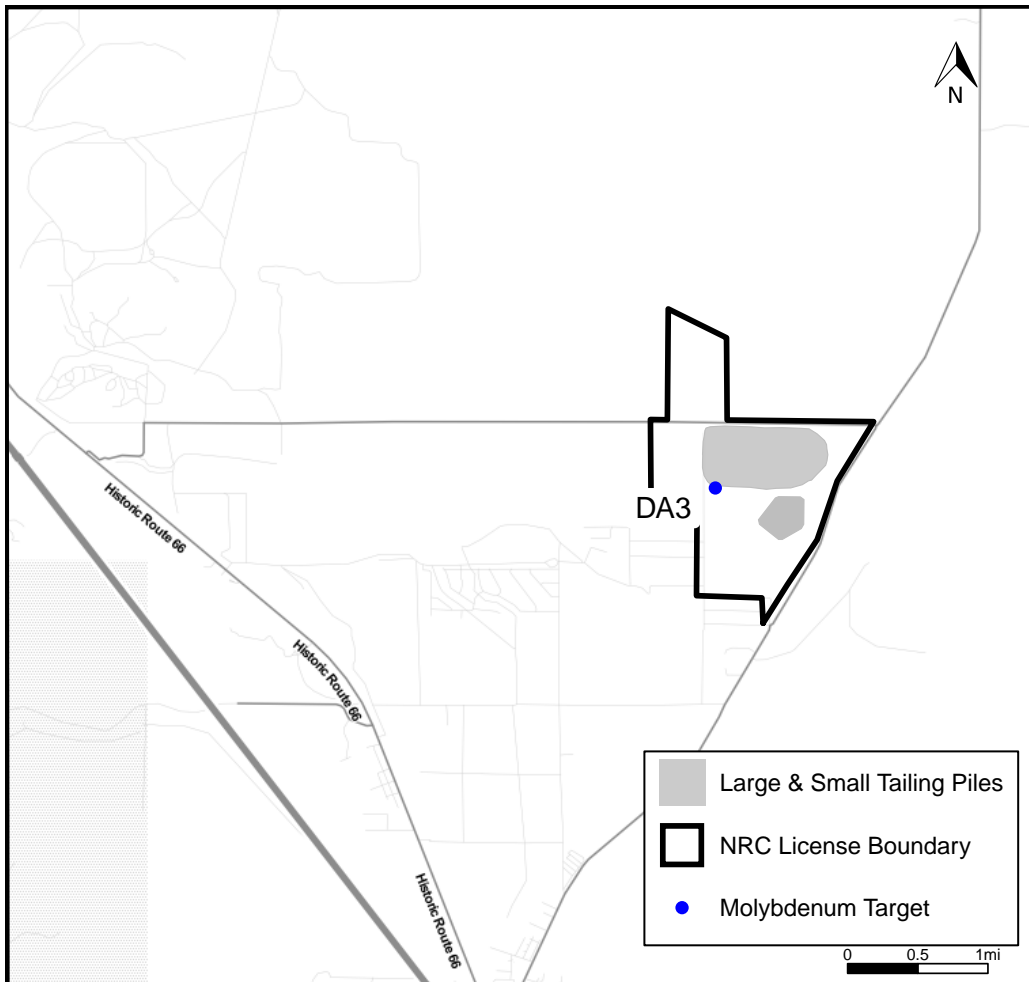 N
Historic Route 66
DA3
Historic Route 66
Historic Route 66
Large & Small Tailing Piles
NRC License Boundary
Molybdenum Target
0 0.5 1mi